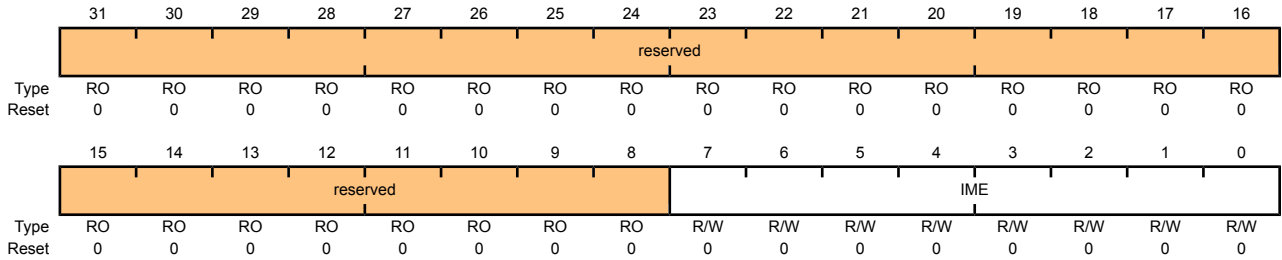 31 30 29 28 27 26 25 24 23 22 21 20 19 18 17 16
reserved
Type RO RO RO RO RO RO RO RO RO RO RO RO RO RO RO RO
Reset 0 0 0 0 0 0 0 0 0 0 0 0 0 0 0 0
15 14 13 12 11 10 9 8 7 6 5 4 3 2 1 0
reserved IME
Type RO RO RO RO RO RO RO RO R/W R/W R/W R/W R/W R/W R/W R/W
Reset 0 0 0 0 0 0 0 0 0 0 0 0 0 0 0 0